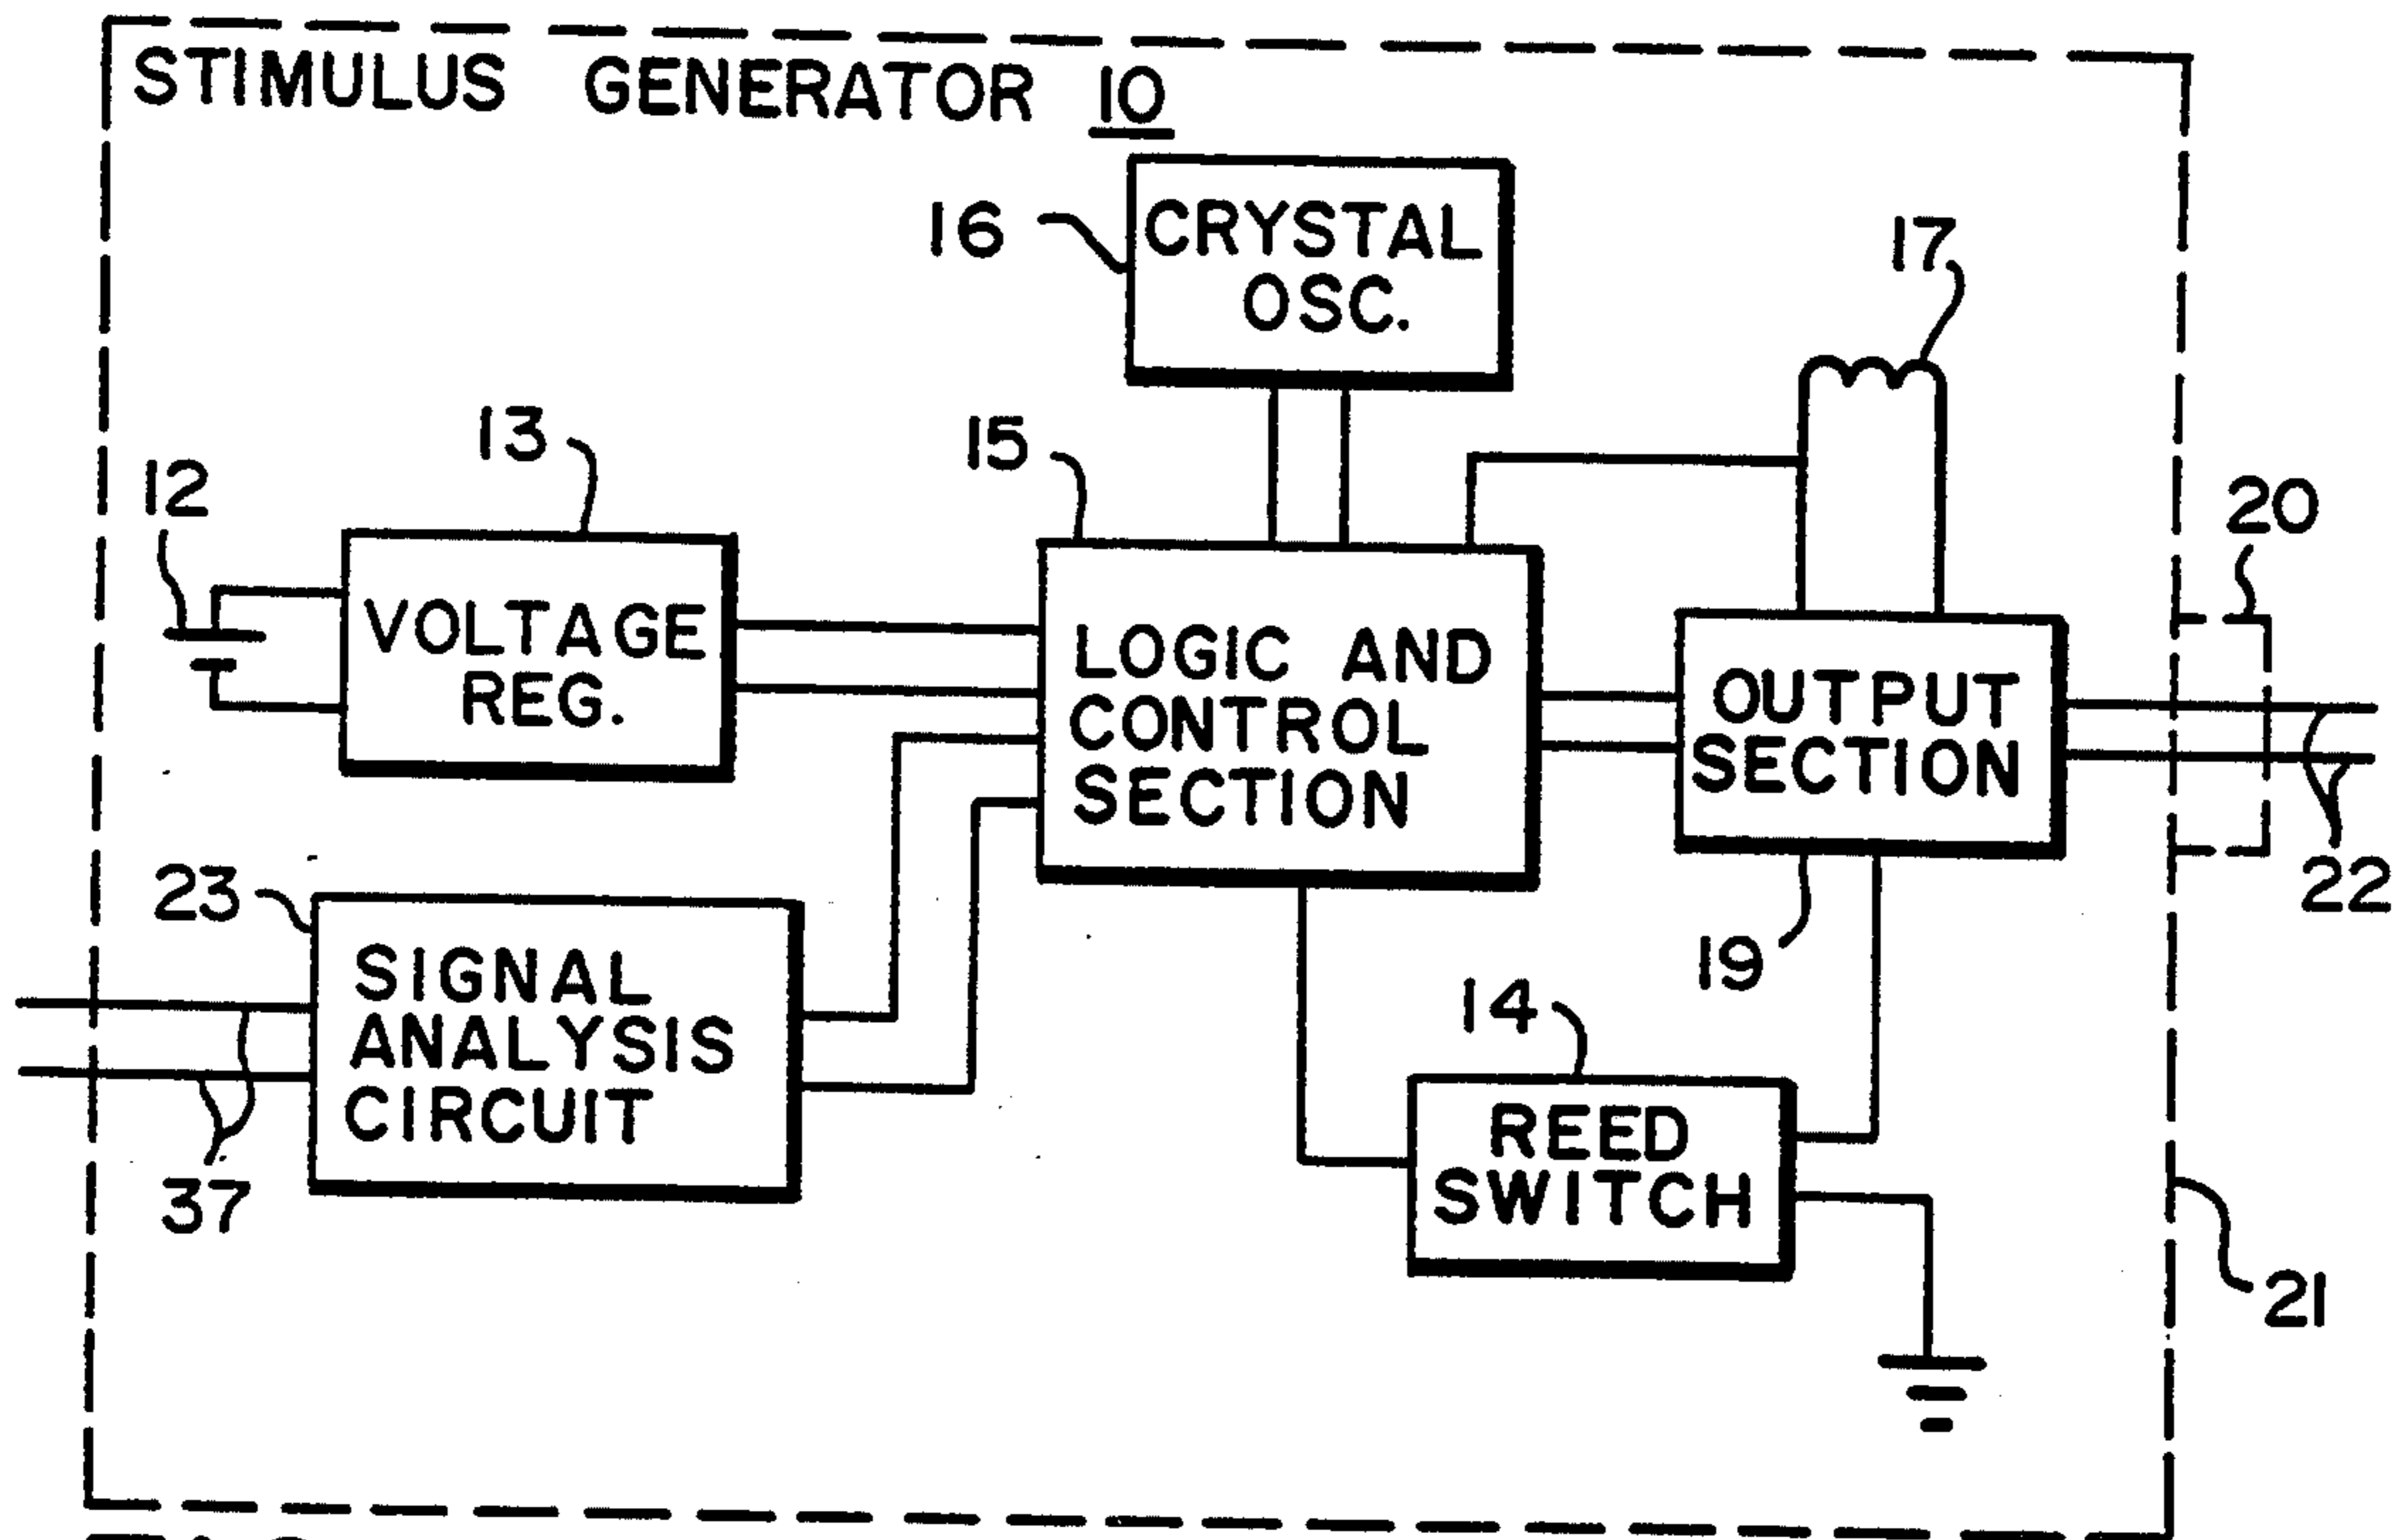 STIMULUS GENERATOR 10
16
CRYSTAL
OSC.
17
13
15
12
20
VOLTAGE
REG.
LOGIC AND
CONTROL
SECTION
OUTPUT
SECTION
22
23
SIGNAL
ANALYSIS
CIRCUIT
19
14
REED
SWITCH
37
21